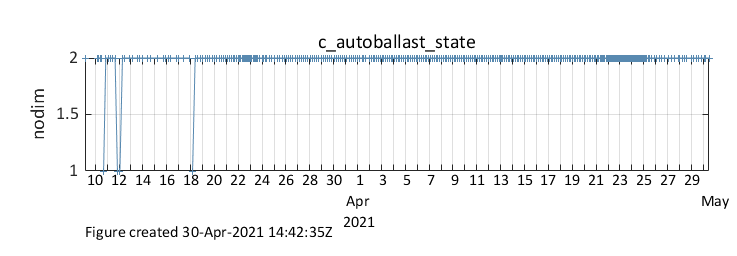 c_autoballast_state
nodim
2
1.5
1
10 12 14 16 18 20 22 24 26 28 30 1 3 5 7 9 11 13 15 17 19 21 23 25 27 29
Apr May
2021
Figure created 30-Apr-2021 14:42:35Z